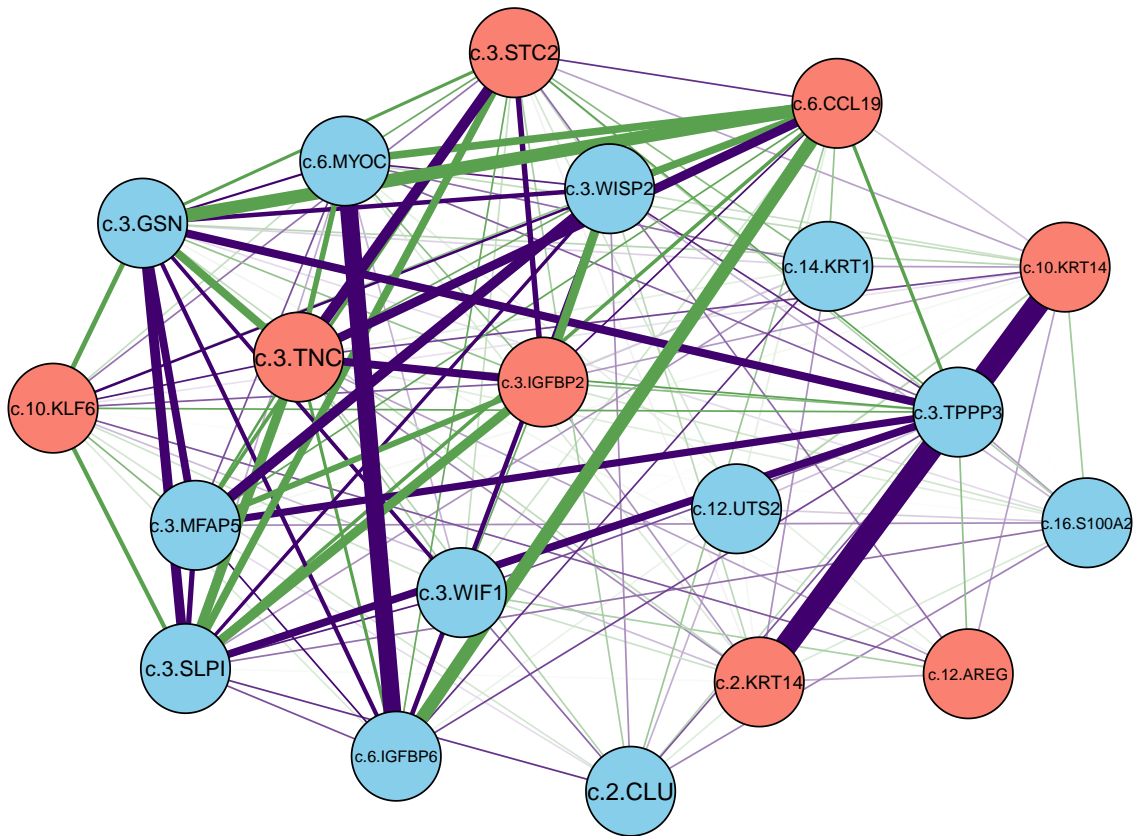 c.3.STC2
c.6.CCL19
c.6.MYOC
c.3.WISP2
c.3.GSN
c.14.KRT1
c.10.KRT14
c.3.TNC
c.3.IGFBP2
c.10.KLF6
c.3.TPPP3
c.12.UTS2
c.3.MFAP5
c.16.S100A2
c.3.WIF1
c.3.SLPI
c.2.KRT14
c.12.AREG
c.6.IGFBP6
c.2.CLU